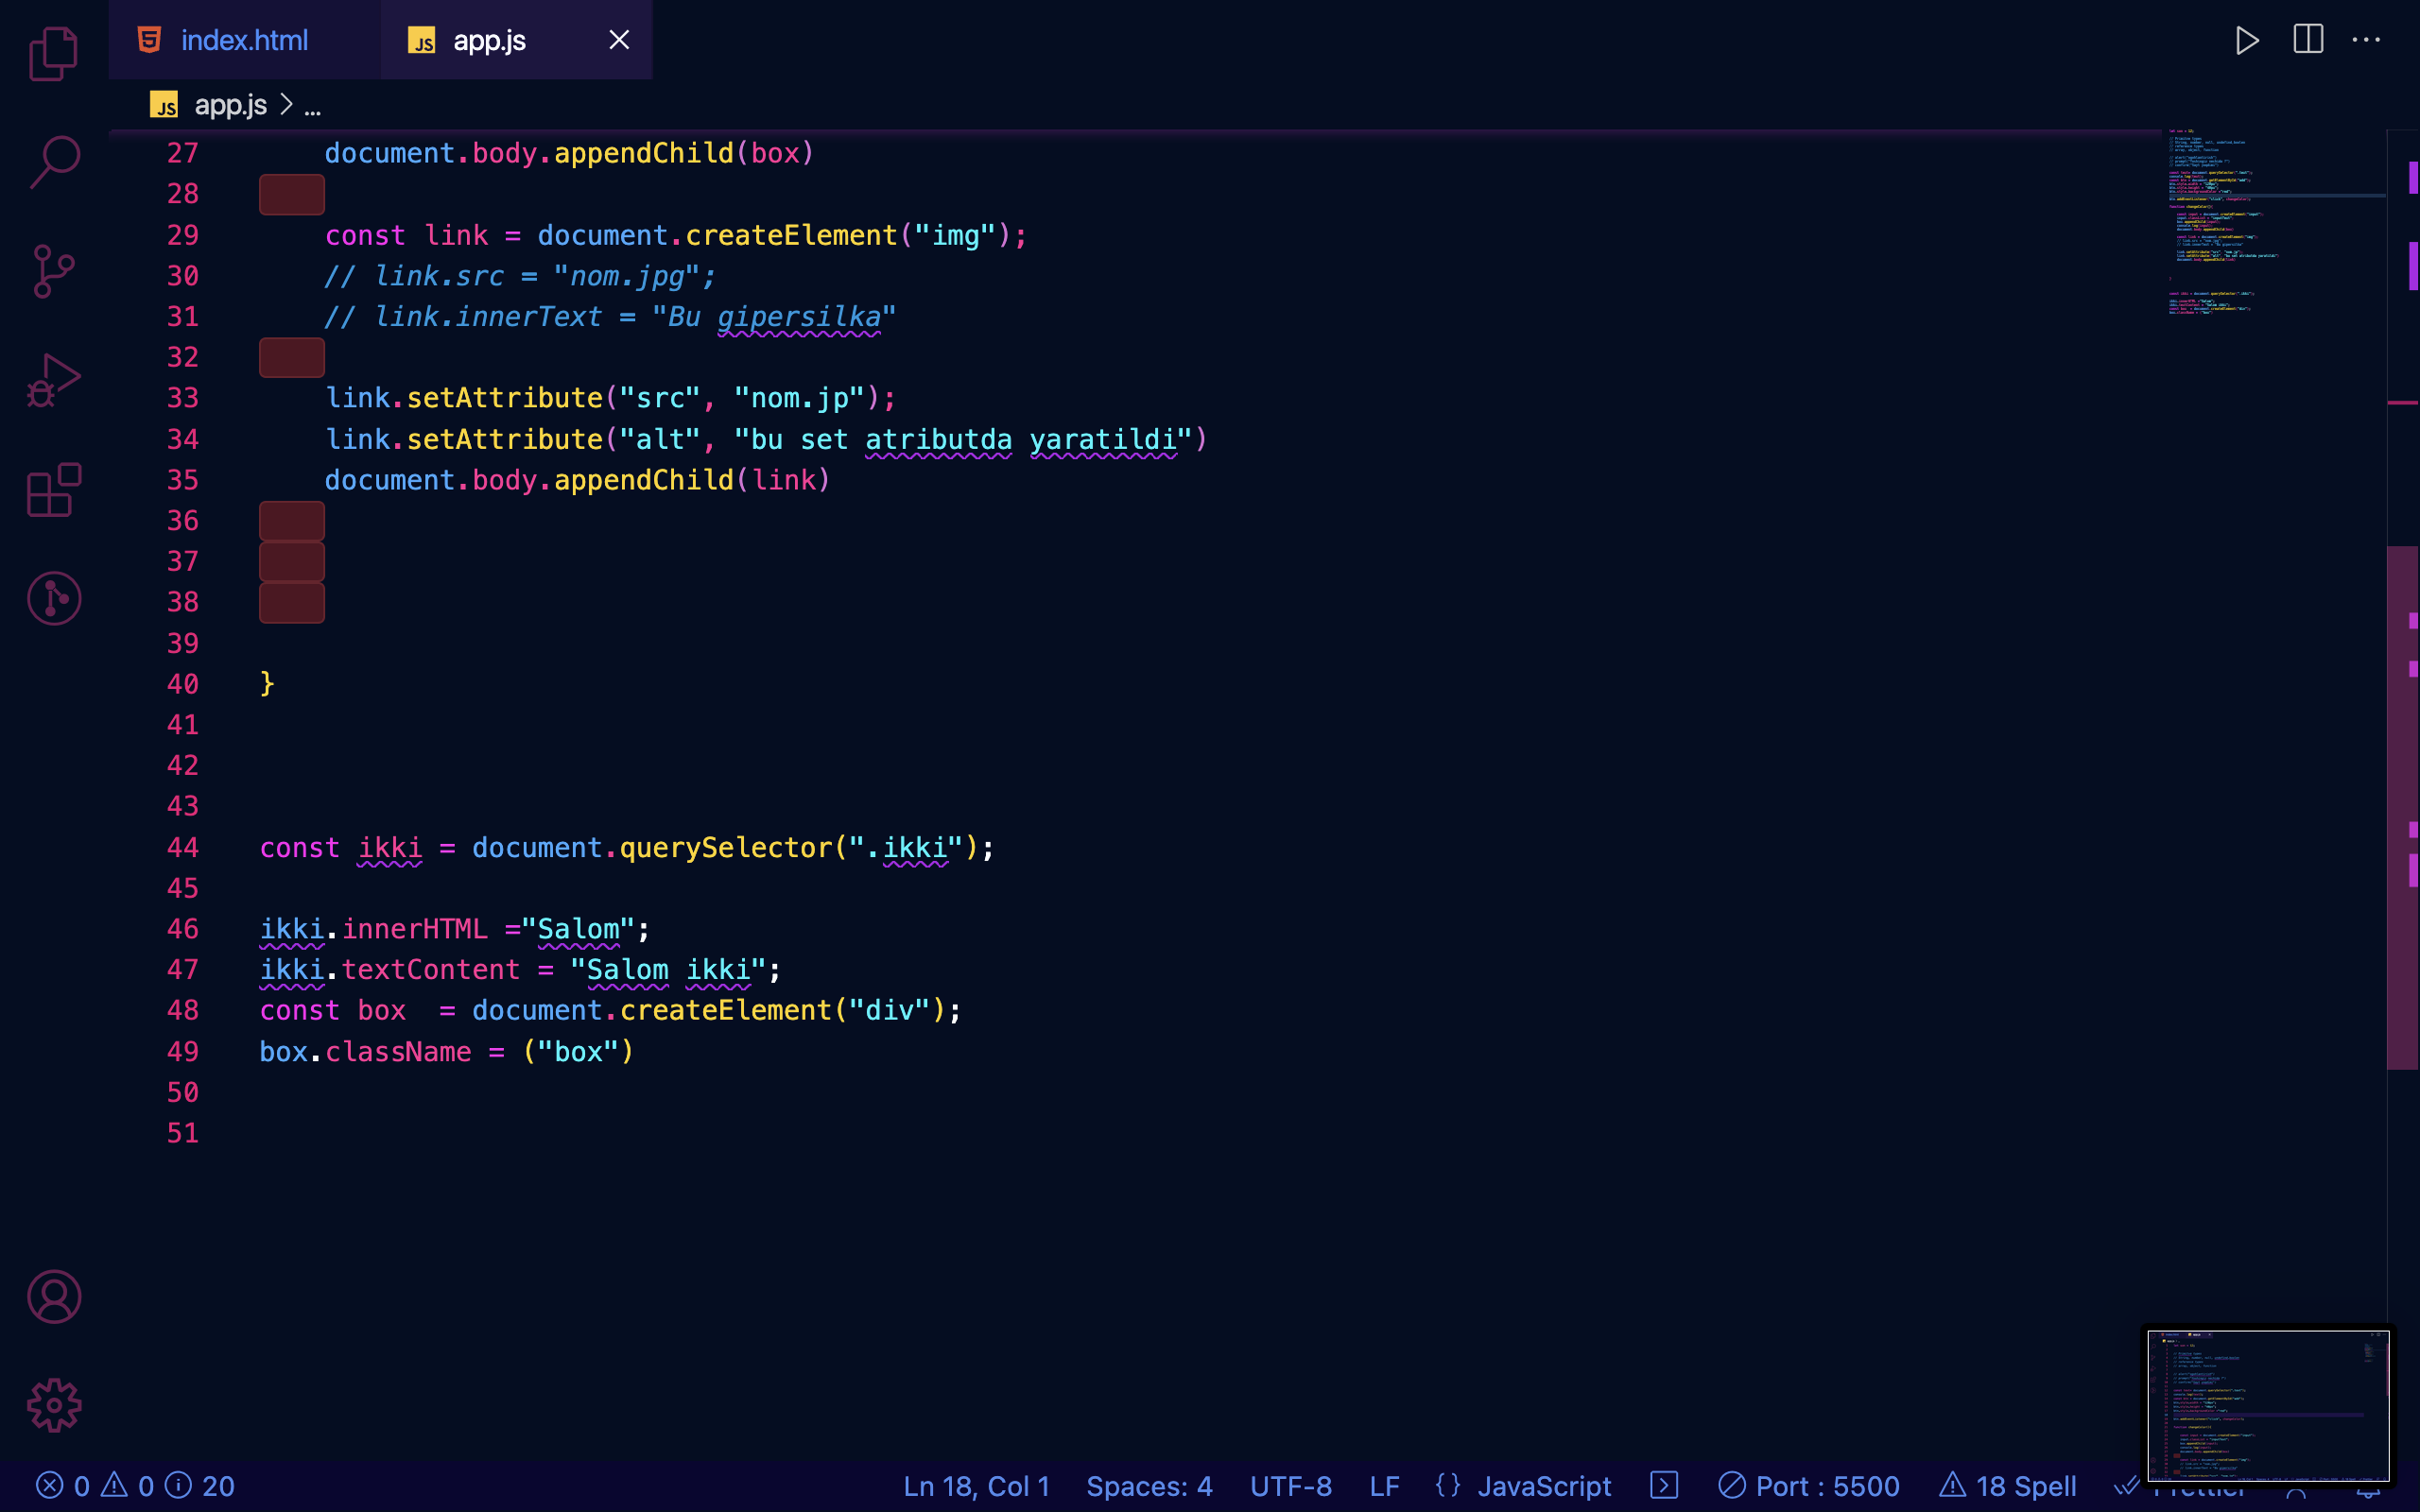 index.html
app.js
app.js > ...
27 document.body.appendChild(box)
28
29 const link = document.createElement("img");
30 // link.src = "nom.jpg";
31 // link.innerText = "Bu gipersilka"
32
33 link.setAttribute("src", "nom.jp");
34 link.setAttribute("alt", "bu set atributda yaratildi")
35 document.body.appendChild(link)
36
37
38
39
40 }
41
42
43
44 const ikki = document.querySelector(".ikki");
45
46 ikki.innerHTML ="Salom";
47 ikki.textContent = "Salom ikki";
48 const box  = document.createElement("div");
49 box.className = ("box")
50
51
0 0 20 Ln 18, Col 1 Spaces: 4 UTF-8 LF {} JavaScript Port : 5500 18 Spell